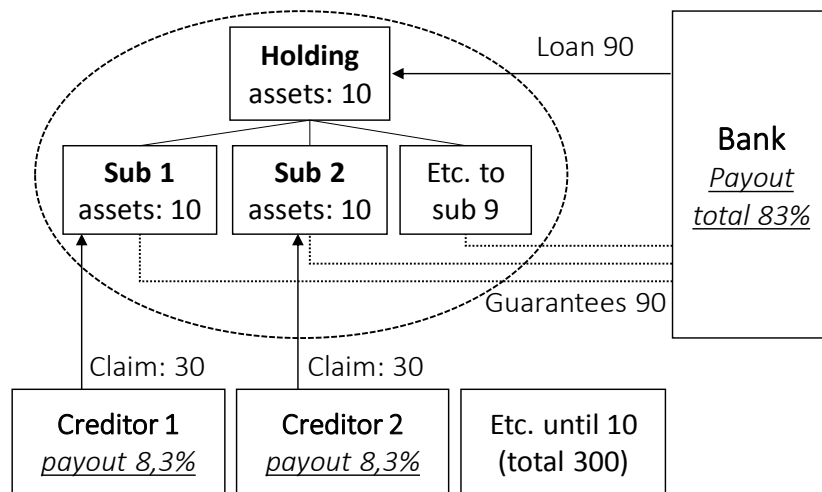 Holding
assets: 10
Loan 90
Bank
Payout
total 83%
Sub 1
assets: 10
Sub 2
assets: 10
Etc. to
sub 9
Guarantees 90
Claim: 30
Claim: 30
Creditor 1
payout 8,3%
Creditor 2
payout 8,3%
Etc. until 10
(total 300)